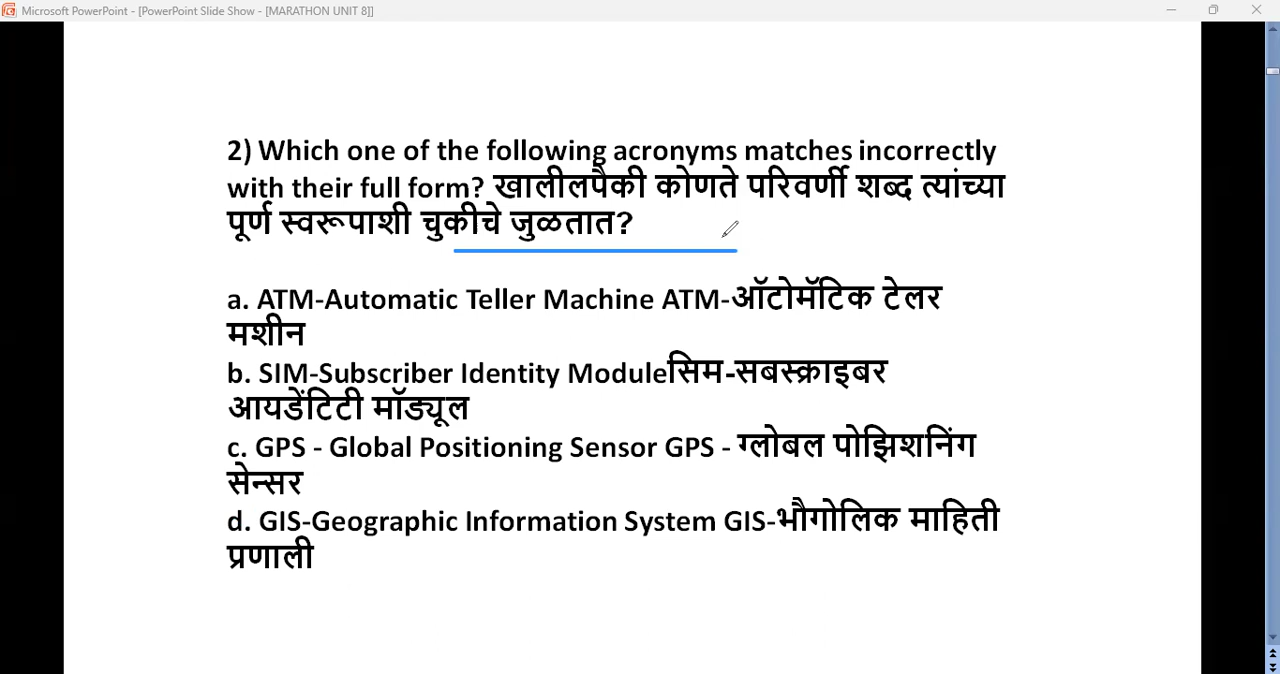 Microsoft PowerPoint - [PowerPoint Slide Show - [MARATHON UNIT 8]]
2) Which one of the following acronyms matches incorrectly
with their full form? खालीलपैकी कोणते परिवर्णी शब्द त्यांच्या
पूर्ण स्वरूपाशी चुकीचे जुळतात?
a. ATM-Automatic Teller Machine ATM-ऑटोमॅटिक टेलर
मशीन
b. SIM-Subscriber Identity Moduleसिम-सबस्क्राइबर
आयडेंटिटी मॉड्यूल
c. GPS - Global Positioning Sensor GPS - ग्लोबल पोझिशनिंग
सेन्सर
d. GIS-Geographic Information System GIS-भौगोलिक माहिती
प्रणाली